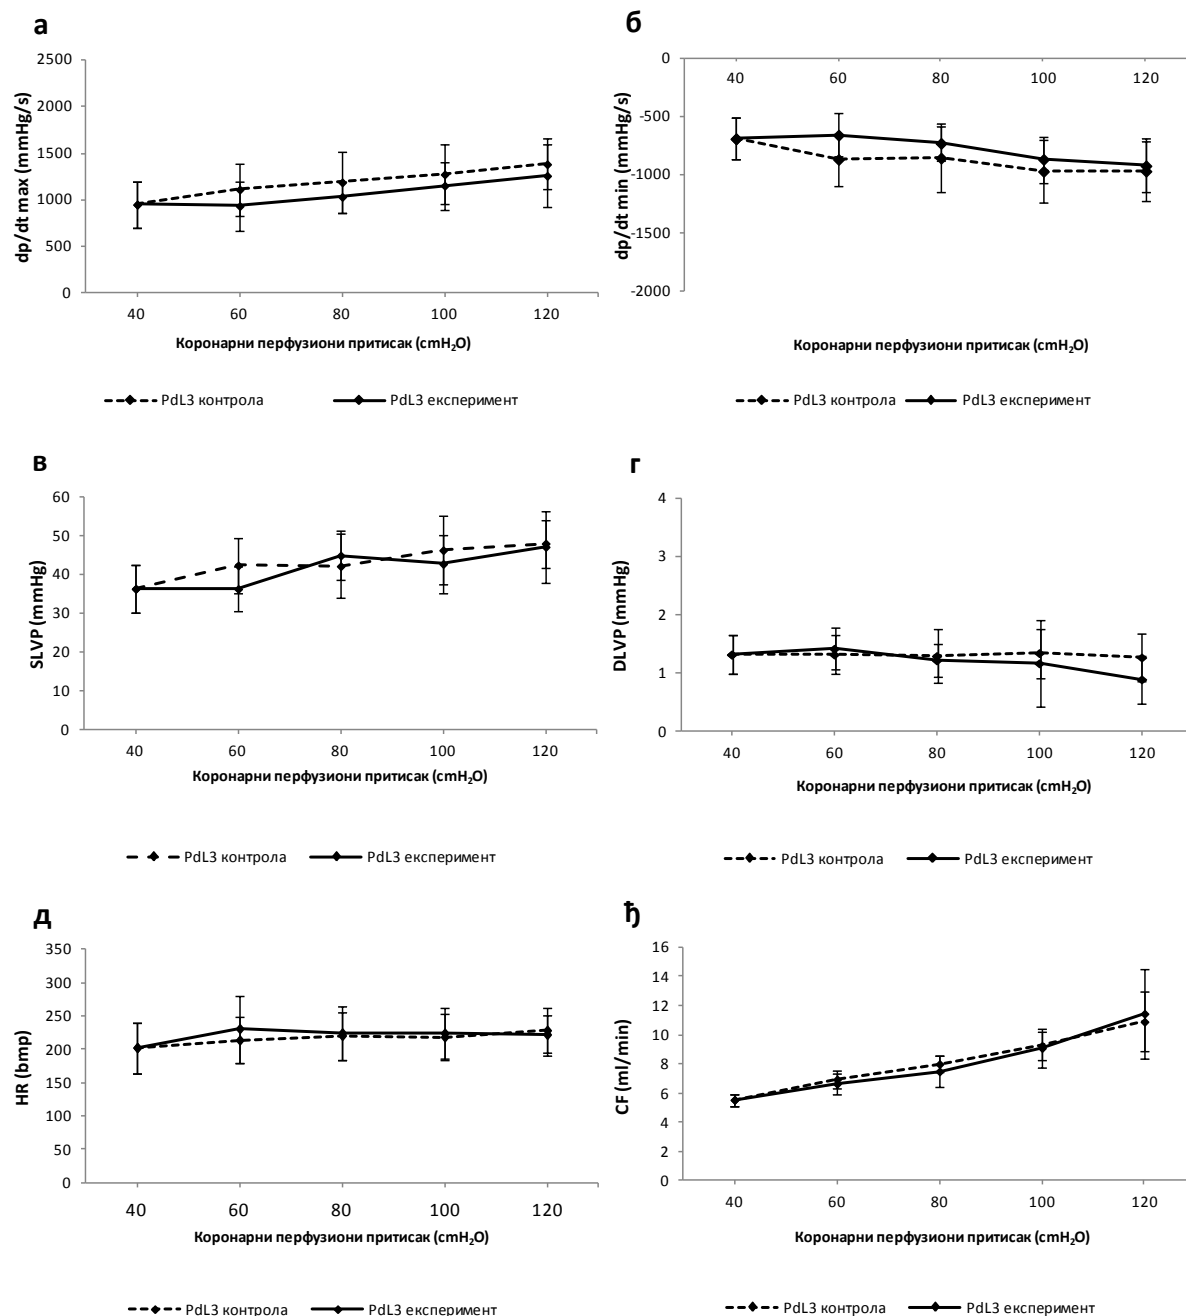 а
dp/dt max (mmHg/s)
2500
2000
1500
1000
500
0
40 60 80 100 120
Коронарни перфузиони притисак (cmH₂O)
PdL3 контрола PdL3 експеримент
б
dp/dt min (mmHg/s)
0
-500
-1000
-1500
-2000
40 60 80 100 120
Коронарни перфузиони притисак (cmH₂O)
PdL3 контрола PdL3 експеримент
в
SLVP (mmHg)
60
50
40
30
20
10
0
40 60 80 100 120
Коронарни перфузиони притисак (cmH₂O)
PdL3 контрола PdL3 експеримент
г
DLVP (mmHg)
4
3
2
1
0
40 60 80 100 120
Коронарни перфузиони притисак (cmH₂O)
PdL3 контрола PdL3 експеримент
д
HR (bmp)
350
300
250
200
150
100
50
0
40 60 80 100 120
Коронарни перфузиони притисак (cmH₂O)
PdL3 контрола PdL3 експеримент
ђ
CF (ml/min)
16
14
12
10
8
6
4
2
0
40 60 80 100 120
Коронарни перфузиони притисак (cmH₂O)
PdL3 контрола PdL3 експеримент